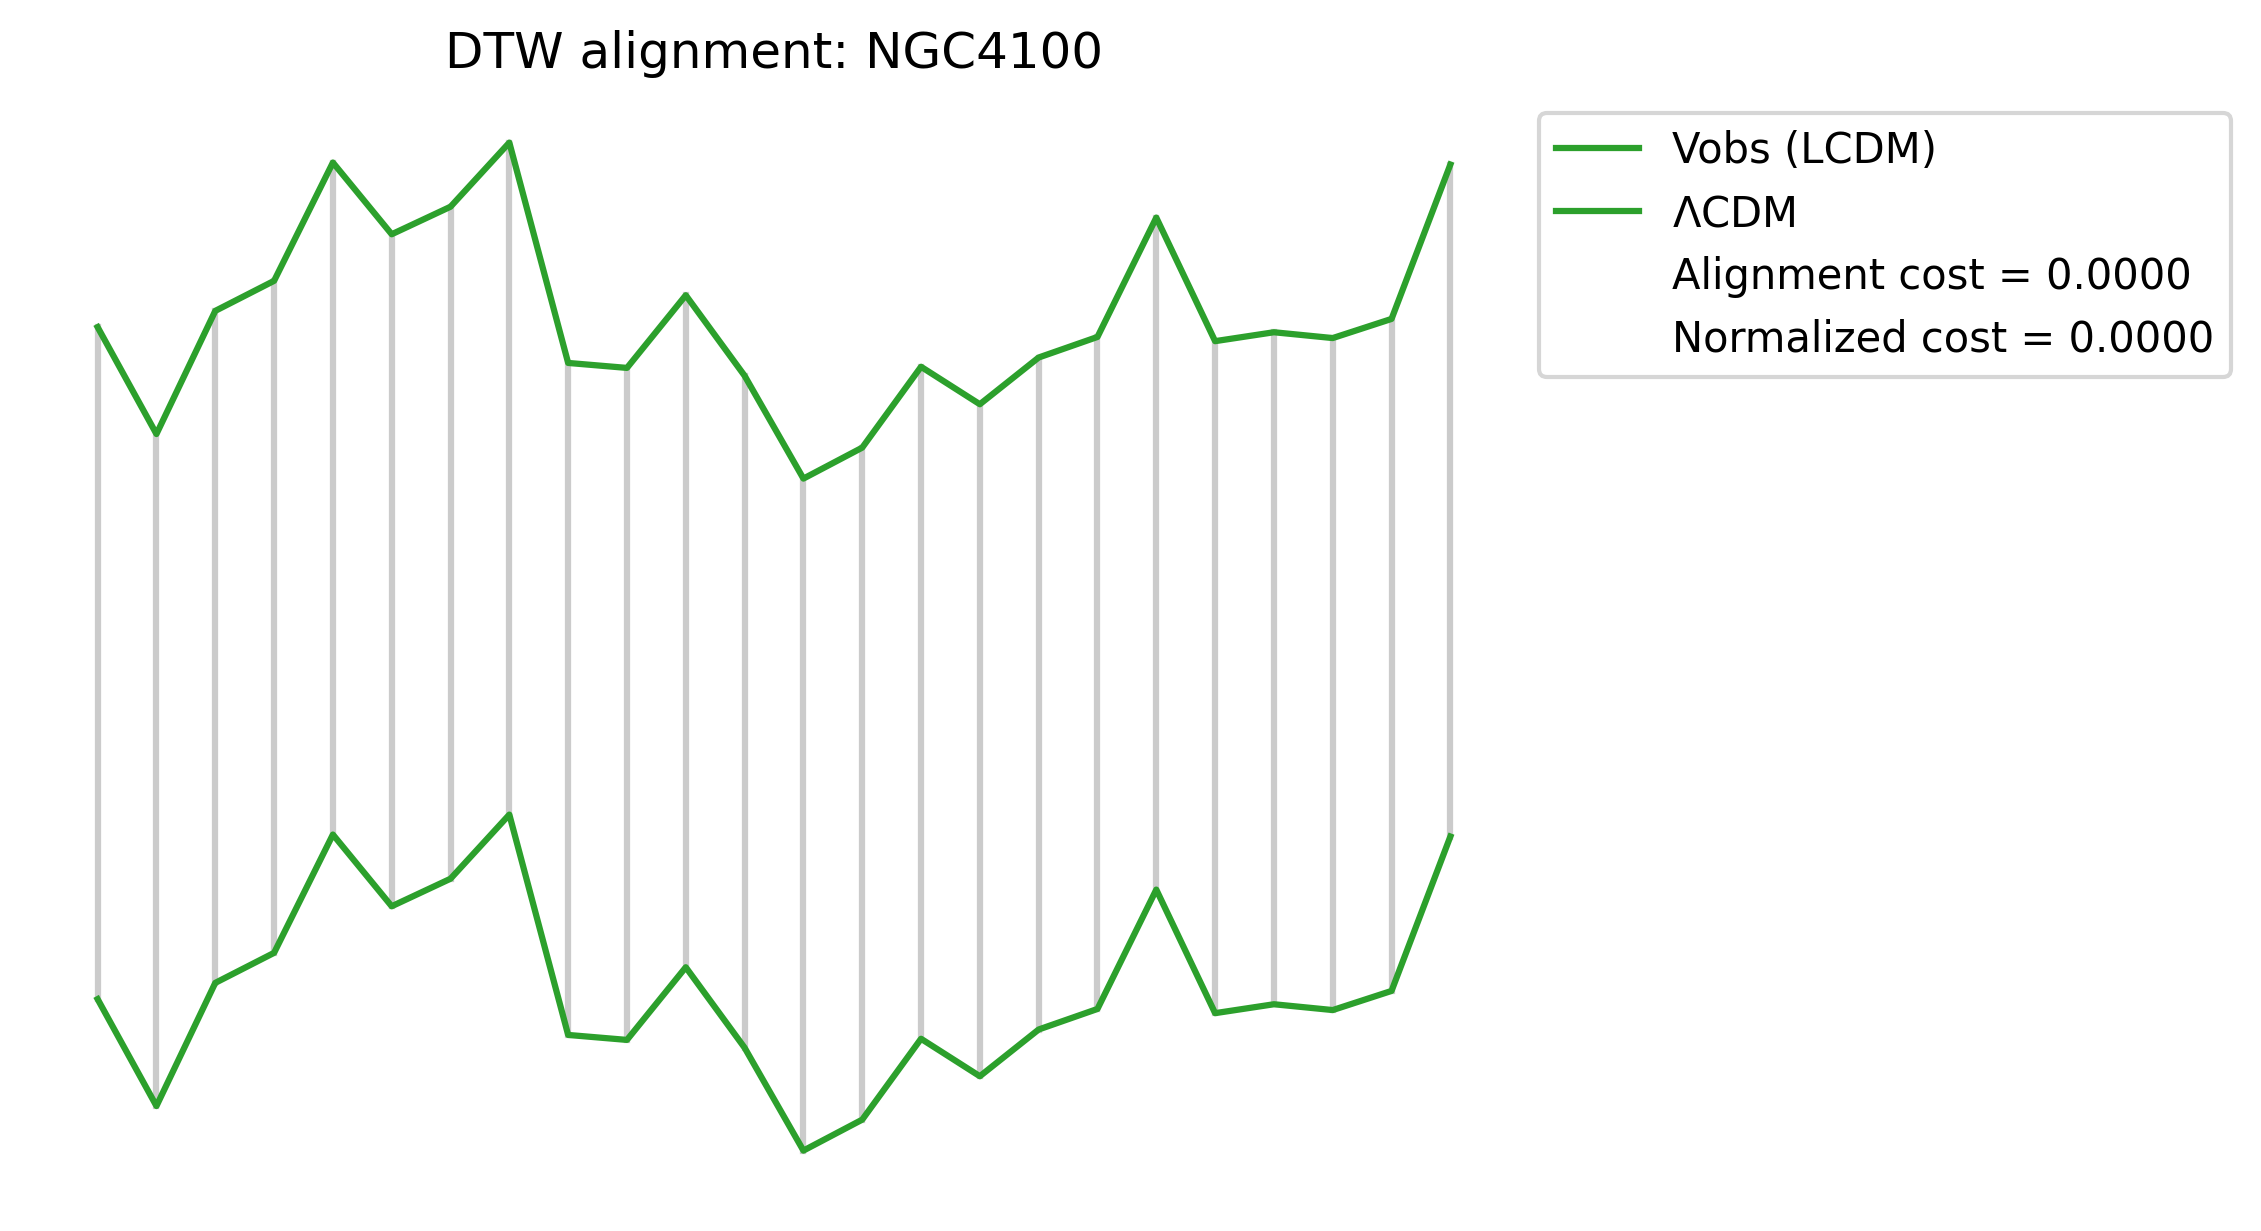 DTW alignment: NGC4100
Vobs (LCDM)
ΛCDM
Alignment cost = 0.0000
Normalized cost = 0.0000